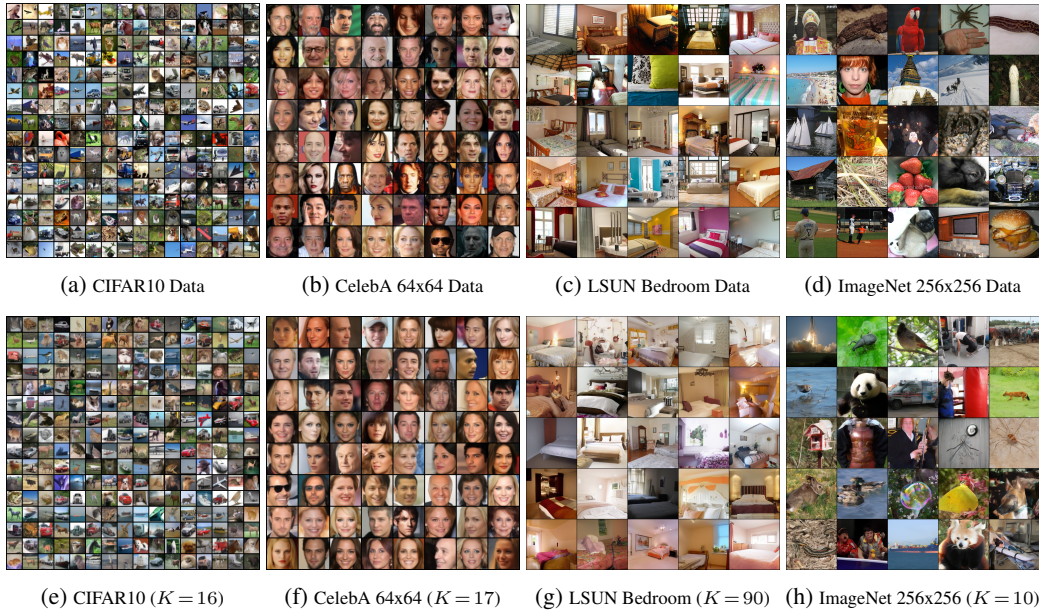 (a) CIFAR10 Data
(b) CelebA 64x64 Data
(c) LSUN Bedroom Data
(d) ImageNet 256x256 Data
(e) CIFAR10 (K = 16)
(f) CelebA 64x64 (K = 17)
(g) LSUN Bedroom (K = 90)
(h) ImageNet 256x256 (K = 10)